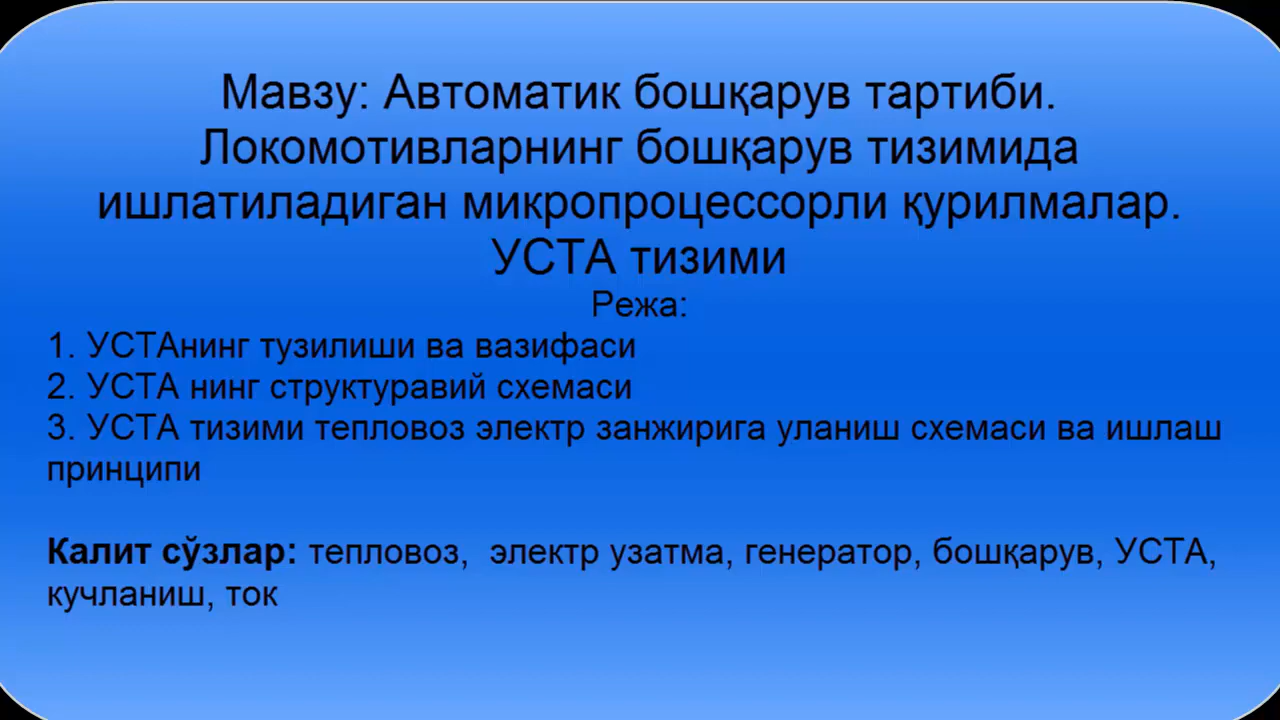 Мавзу: Автоматик бошқарув тартиби.
Локомотивларнинг бошқарув тизимида
ишлатиладиган микропроцессорли қурилмалар.
УСТА тизими
Режа:
1. УСТАнинг тузилиши ва вазифаси
2. УСТА нинг структуравий схемаси
3. УСТА тизими тепловоз электр занжирига уланиш схемаси ва ишлаш
принципи
Калит сўзлар: тепловоз,  электр узатма, генератор, бошқарув, УСТА,
кучланиш, ток